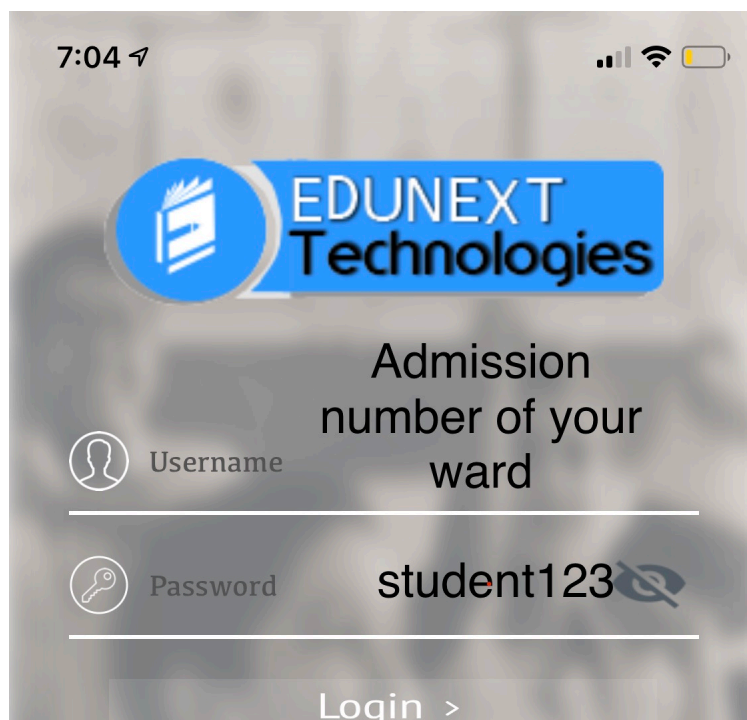 7:04
EDUNEXT
Technologies
Admission
number of your
ward
Username
Password
student123
Login >